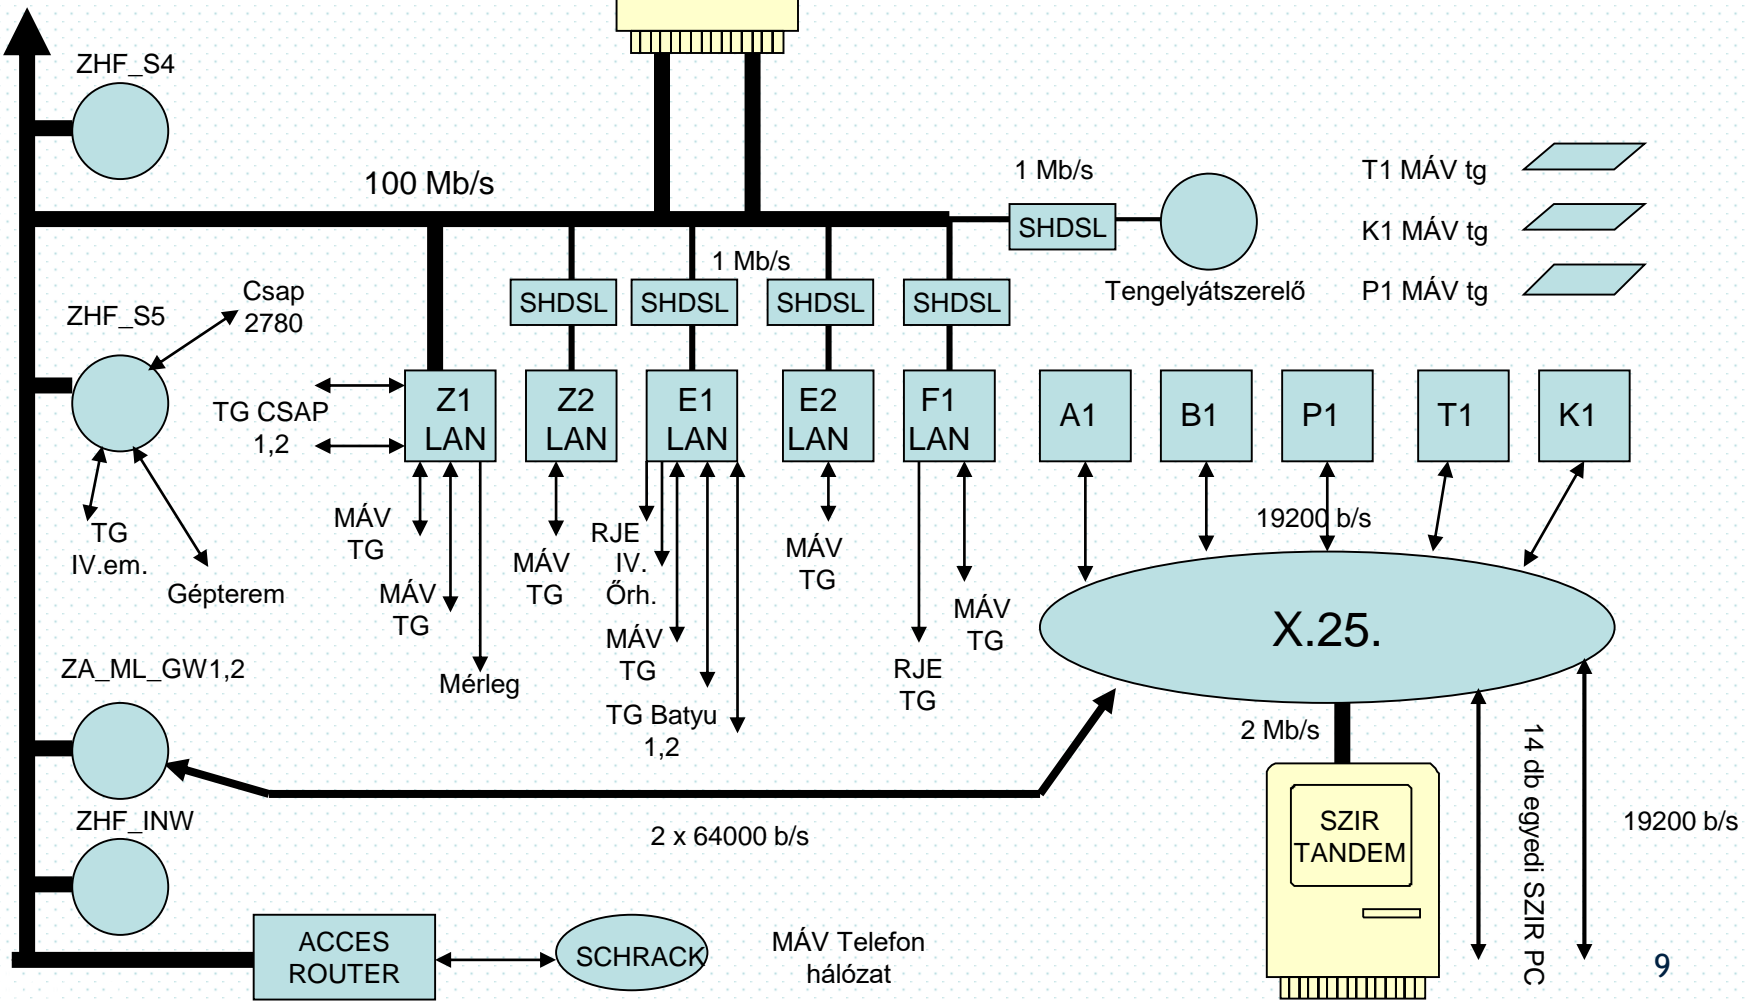 ZHF_S4
100 Mb/s
1 Mb/s
SHDSL
Tengelyátszerelő
T1 MÁV tg
K1 MÁV tg
P1 MÁV tg
ZHF_S5
Csap
2780
1 Mb/s
SHDSL
SHDSL
SHDSL
SHDSL
TG CSAP
1,2
Z1
LAN
Z2
LAN
E1
LAN
E2
LAN
F1
LAN
A1
B1
P1
T1
K1
TG
IV.em.
Gépterem
MÁV
TG
MÁV
TG
Mérleg
MÁV
TG
RJE
IV.
Őrh.
MÁV
TG
TG Batyu
1,2
MÁV
TG
RJE
TG
MÁV
TG
19200 b/s
X.25.
ZA_ML_GW1,2
2 x 64000 b/s
2 Mb/s
SZIR
TANDEM
14 db egyedi SZIR PC
19200 b/s
ZHF_INW
ACCES
ROUTER
SCHRACK
MÁV Telefon
hálózat
9